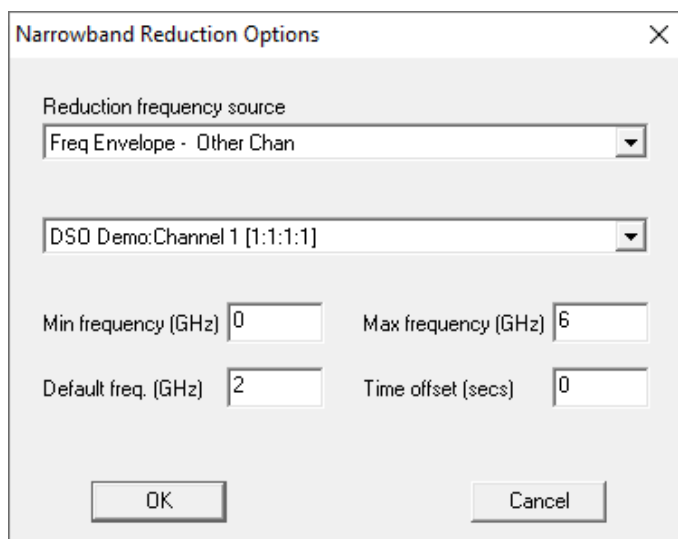 Narrowband Reduction Options
Reduction frequency source
Freq Envelope - Other Chan
DSO Demo:Channel 1 [1:1:1:1]
Min frequency (GHz) 0 Max frequency (GHz) 6
Default freq. (GHz) 2 Time offset (secs) 0
OK Cancel